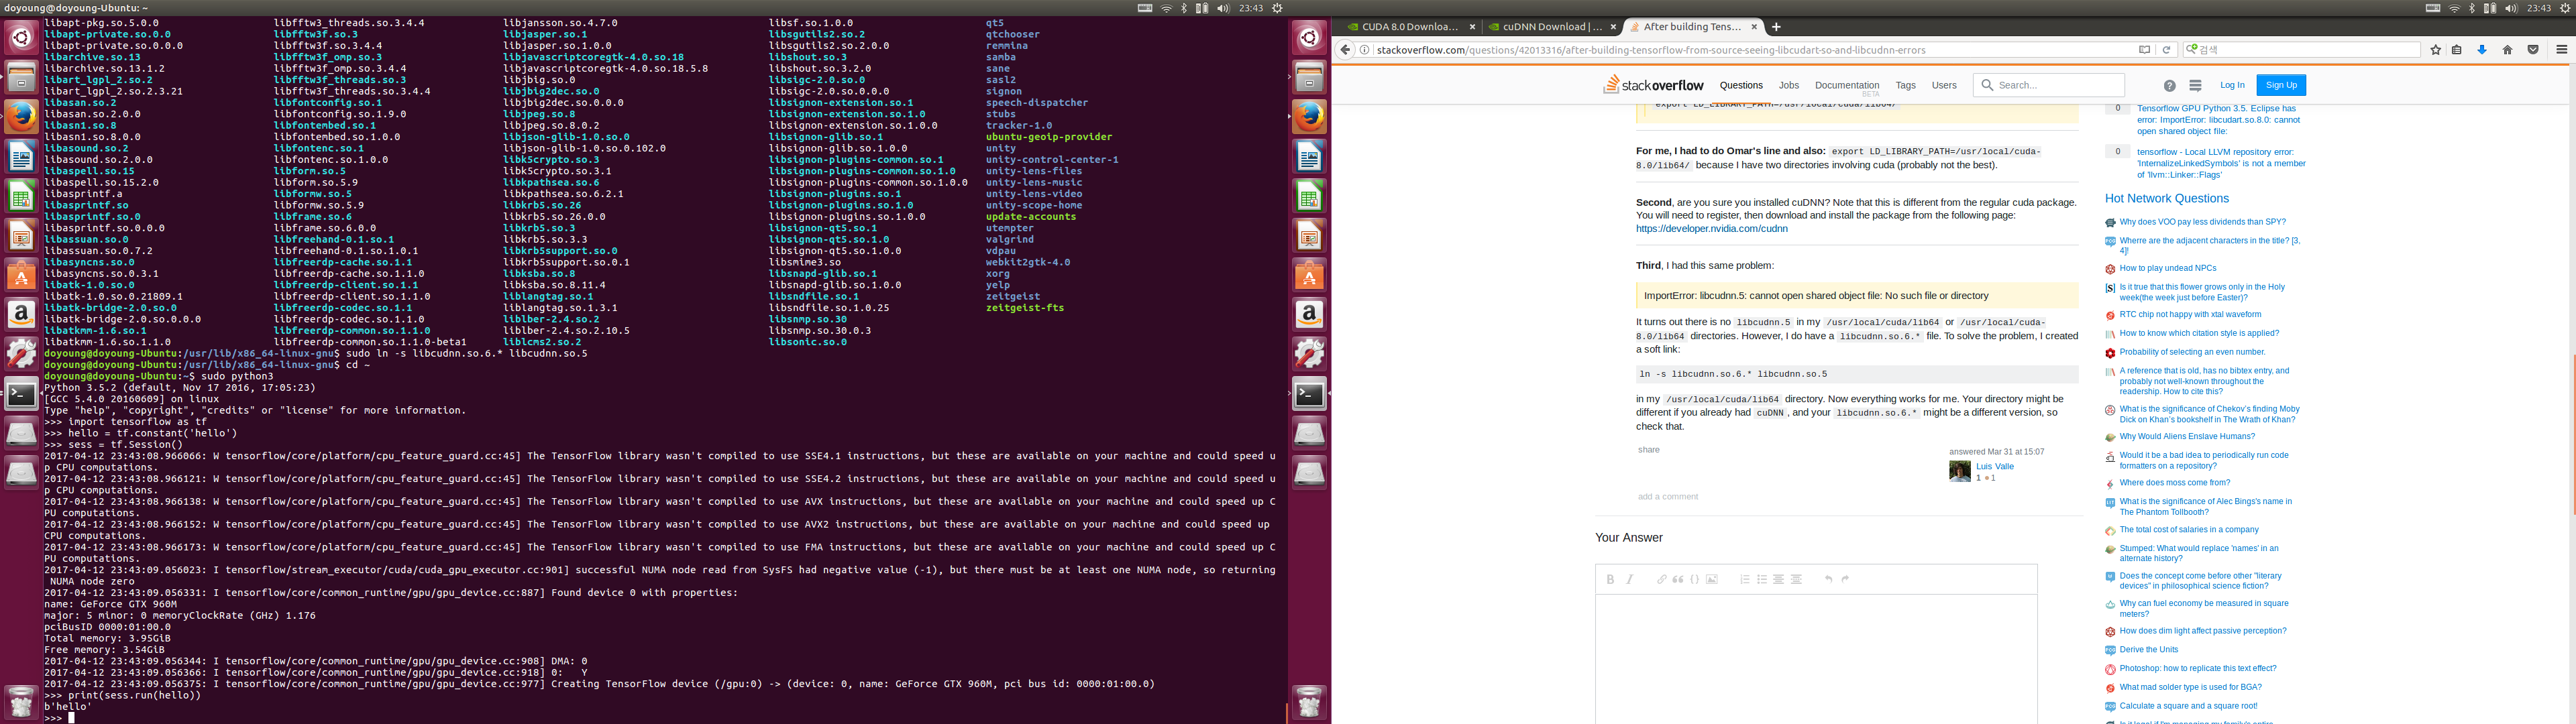 doyoung@doyoung-Ubuntu: ~
23:43
libapt-pkg.so.5.0.0 libfftw3_threads.so.3.4.4 libjansson.so.4.7.0 libsf.so.1.0.0 qt5
libapt-private.so.0.0 libfftw3f.so.3 libjasper.so.1 libsgutils2.so.2 qtchooser
libapt-private.so.0.0.0 libfftw3f.so.3.4.4 libjasper.so.1.0.0 libsgutils2.so.2.0.0 remmina
libarchive.so.13 libfftw3f_omp.so.3 libjavascriptcoregtk-4.0.so.18 libshout.so.3 samba
libarchive.so.13.1.2 libfftw3f_omp.so.3.4.4 libjavascriptcoregtk-4.0.so.18.5.8 libshout.so.3.2.0 sane
libart_lgpl_2.so.2 libfftw3f_threads.so.3 libjbig.so.0 libsigc-2.0.so.0 sasl2
libart_lgpl_2.so.2.3.21 libfftw3f_threads.so.3.4.4 libjbig2dec.so.0 libsigc-2.0.so.0.0.0 signon
libasan.so.2 libfontconfig.so.1 libjbig2dec.so.0.0.0 libsignon-extension.so.1 speech-dispatcher
libasan.so.2.0.0 libfontconfig.so.1.9.0 libjpeg.so.8 libsignon-extension.so.1.0 stubs
libasn1.so.8 libfontembed.so.1 libjpeg.so.8.0.2 libsignon-extension.so.1.0.0 tracker-1.0
libasn1.so.8.0.0 libfontembed.so.1.0.0 libjson-glib-1.0.so.0 libsignon-glib.so.1 ubuntu-geoip-provider
libasound.so.2 libfontenc.so.1 libjson-glib-1.0.so.0.102.0 libsignon-glib.so.1.0.0 unity
libasound.so.2.0.0 libfontenc.so.1.0.0 libk5crypto.so.3 libsignon-plugins-common.so.1 unity-control-center-1
libaspell.so.15 libform.so.5 libk5crypto.so.3.1 libsignon-plugins-common.so.1.0 unity-lens-files
libaspell.so.15.2.0 libform.so.5.9 libkpathsea.so.6 libsignon-plugins-common.so.1.0.0 unity-lens-music
libasprintf.a libformw.so.5 libkpathsea.so.6.2.1 libsignon-plugins.so.1 unity-lens-video
libasprintf.so libformw.so.5.9 libkrb5.so.26 libsignon-plugins.so.1.0 unity-scope-home
libasprintf.so.0 libframe.so.6 libkrb5.so.26.0.0 libsignon-plugins.so.1.0.0 update-accounts
libasprintf.so.0.0.0 libframe.so.6.0.0 libkrb5.so.3 libsignon-qt5.so.1 utempter
libassuan.so.0 libfreehand-0.1.so.1 libkrb5.so.3.3 libsignon-qt5.so.1.0 valgrind
libassuan.so.0.7.2 libfreehand-0.1.so.1.0.1 libkrb5support.so.0 libsignon-qt5.so.1.0.0 vdpau
libasyncns.so.0 libfreerdp-cache.so.1.1 libkrb5support.so.0.1 libsmime3.so webkit2gtk-4.0
libasyncns.so.0.3.1 libfreerdp-cache.so.1.1.0 libksba.so.8 libsnapd-glib.so.1 xorg
libatk-1.0.so.0 libfreerdp-client.so.1.1 libksba.so.8.11.4 libsnapd-glib.so.1.0.0 yelp
libatk-1.0.so.0.21809.1 libfreerdp-client.so.1.1.0 liblangtag.so.1 libsndfile.so.1 zeitgeist
libatk-bridge-2.0.so.0 libfreerdp-codec.so.1.1 liblangtag.so.1.3.1 libsndfile.so.1.0.25 zeitgeist-fts
libatk-bridge-2.0.so.0.0.0 libfreerdp-codec.so.1.1.0 liblber-2.4.so.2 libsnmp.so.30
libatkmm-1.6.so.1 libfreerdp-common.so.1.1.0 liblber-2.4.so.2.10.5 libsnmp.so.30.0.3
libatkmm-1.6.so.1.1.0 libfreerdp-common.so.1.1.0-beta1 liblcms2.so.2 libsonic.so.0
doyoung@doyoung-Ubuntu:/usr/lib/x86_64-linux-gnu$ sudo ln -s libcudnn.so.6.* libcudnn.so.5
doyoung@doyoung-Ubuntu:/usr/lib/x86_64-linux-gnu$ cd ~
doyoung@doyoung-Ubuntu:~$ sudo python3
Python 3.5.2 (default, Nov 17 2016, 17:05:23)
[GCC 5.4.0 20160609] on linux
Type "help", "copyright", "credits" or "license" for more information.
>>> import tensorflow as tf
>>> hello = tf.constant('hello')
>>> sess = tf.Session()
2017-04-12 23:43:08.966066: W tensorflow/core/platform/cpu_feature_guard.cc:45] The TensorFlow library wasn't compiled to use SSE4.1 instructions, but these are available on your machine and could speed u
p CPU computations.
2017-04-12 23:43:08.966121: W tensorflow/core/platform/cpu_feature_guard.cc:45] The TensorFlow library wasn't compiled to use SSE4.2 instructions, but these are available on your machine and could speed u
p CPU computations.
2017-04-12 23:43:08.966138: W tensorflow/core/platform/cpu_feature_guard.cc:45] The TensorFlow library wasn't compiled to use AVX instructions, but these are available on your machine and could speed up C
PU computations.
2017-04-12 23:43:08.966152: W tensorflow/core/platform/cpu_feature_guard.cc:45] The TensorFlow library wasn't compiled to use AVX2 instructions, but these are available on your machine and could speed up
CPU computations.
2017-04-12 23:43:08.966173: W tensorflow/core/platform/cpu_feature_guard.cc:45] The TensorFlow library wasn't compiled to use FMA instructions, but these are available on your machine and could speed up C
PU computations.
2017-04-12 23:43:09.056023: I tensorflow/stream_executor/cuda/cuda_gpu_executor.cc:901] successful NUMA node read from SysFS had negative value (-1), but there must be at least one NUMA node, so returning
NUMA node zero
2017-04-12 23:43:09.056331: I tensorflow/core/common_runtime/gpu/gpu_device.cc:887] Found device 0 with properties:
name: GeForce GTX 960M
major: 5 minor: 0 memoryClockRate (GHz) 1.176
pciBusID 0000:01:00.0
Total memory: 3.95GiB
Free memory: 3.54GiB
2017-04-12 23:43:09.056344: I tensorflow/core/common_runtime/gpu/gpu_device.cc:908] DMA: 0
2017-04-12 23:43:09.056366: I tensorflow/core/common_runtime/gpu/gpu_device.cc:918] 0: Y
2017-04-12 23:43:09.056375: I tensorflow/core/common_runtime/gpu/gpu_device.cc:977] Creating TensorFlow device (/gpu:0) -> (device: 0, name: GeForce GTX 960M, pci bus id: 0000:01:00.0)
>>> print(sess.run(hello))
b'hello'
>>>
23:43
CUDA 8.0 Downloa... cuDNN Download | ... After building Tens...
stackoverflow.com/questions/42013316/after-building-tensorflow-from-source-seeing-libcudart-so-and-libcudnn-errors
검색
stackoverflow Questions Jobs Documentation BETA Tags Users Search... Log In Sign Up
export LD_LIBRARY_PATH=/usr/local/cuda/lib64/
For me, I had to do Omar's line and also: export LD_LIBRARY_PATH=/usr/local/cuda-
8.0/lib64/ because I have two directories involving cuda (probably not the best).
Second, are you sure you installed cuDNN? Note that this is different from the regular cuda package.
You will need to register, then download and install the package from the following page:
https://developer.nvidia.com/cudnn
Third, I had this same problem:
ImportError: libcudnn.5: cannot open shared object file: No such file or directory
It turns out there is no libcudnn.5 in my /usr/local/cuda/lib64 or /usr/local/cuda-
8.0/lib64 directories. However, I do have a libcudnn.so.6.* file. To solve the problem, I created
a soft link:
ln -s libcudnn.so.6.* libcudnn.so.5
in my /usr/local/cuda/lib64 directory. Now everything works for me. Your directory might be
different if you already had cuDNN, and your libcudnn.so.6.* might be a different version, so
check that.
share
answered Mar 31 at 15:07
Luis Valle
1 1
add a comment
Your Answer
0 Tensorflow GPU Python 3.5. Eclipse has
error: ImportError: libcudart.so.8.0: cannot
open shared object file:
0 tensorflow - Local LLVM repository error:
'InternalizeLinkedSymbols' is not a member
of 'llvm::Linker::Flags'
Hot Network Questions
Why does VOO pay less dividends than SPY?
Wherre are the adjacent characters in the title? [3,
4]!
How to play undead NPCs
Is it true that this flower grows only in the Holy
week(the week just before Easter)?
RTC chip not happy with xtal waveform
How to know which citation style is applied?
Probability of selecting an even number.
A reference that is old, has no bibtex entry, and
probably not well-known throughout the
readership. How to cite this?
What is the significance of Chekov's finding Moby
Dick on Khan's bookshelf in The Wrath of Khan?
Why Would Aliens Enslave Humans?
Would it be a bad idea to periodically run code
formatters on a repository?
Where does moss come from?
What is the significance of Alec Bings's name in
The Phantom Tollbooth?
The total cost of salaries in a company
Stumped: What would replace 'names' in an
alternate history?
Does the concept come before other "literary
devices" in philosophical science fiction?
Why can fuel economy be measured in square
meters?
How does dim light affect passive perception?
Derive the Units
Photoshop: how to replicate this text effect?
What mad solder type is used for BGA?
Calculate a square and a square root!